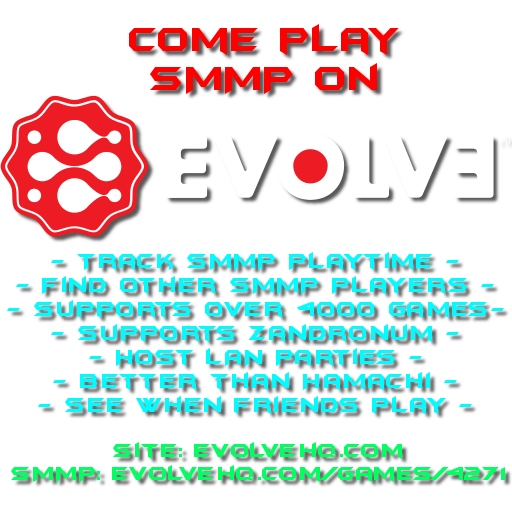 COME PLAY
SMMP ON
EVOLVE
- TRACK SMMP PLAYTIME -
- FIND OTHER SMMP PLAYERS -
- SUPPORTS OVER 4000 GAMES-
- SUPPORTS ZANDRONUM -
- HOST LAN PARTIES -
- BETTER THAN HAMACHI -
- SEE WHEN FRIENDS PLAY -
SITE: EVOLVEHQ.COM
SMMP: EVOLVEHQ.COM/GAMES/4271